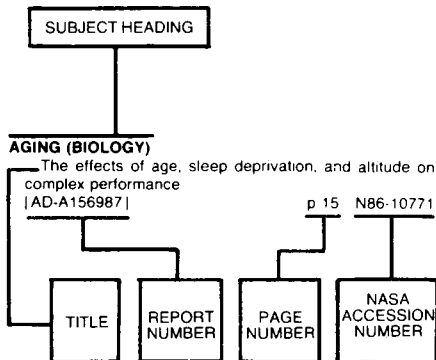 SUBJECT HEADING
AGING (BIOLOGY)
The effects of age, sleep deprivation, and altitude on
complex performance
|AD-A156987| p 15 N86-10771
TITLE
REPORT
NUMBER
PAGE
NUMBER
NASA
ACCESSION
NUMBER